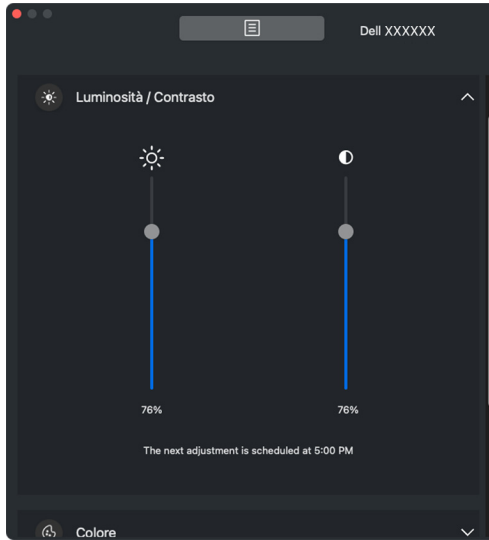 Dell XXXXXX
Luminosità / Contrasto
76%
76%
The next adjustment is scheduled at 5:00 PM
Colore